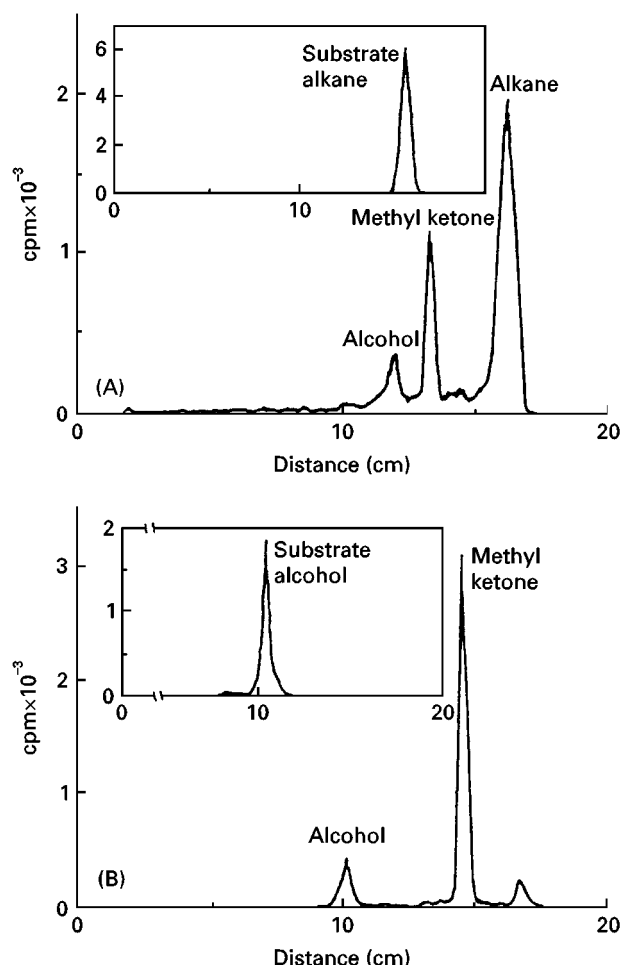 6
Substrate
alkane
Alkane
2
4
2
0
0
10
cpm×10⁻³
Methyl ketone
1
Alcohol
(A)
0
0
10
20
Distance (cm)
2
Substrate
alcohol
Methyl
ketone
3
1
0
0
10
20
cpm×10⁻³
2
1
Alcohol
(B)
0
0
10
20
Distance (cm)